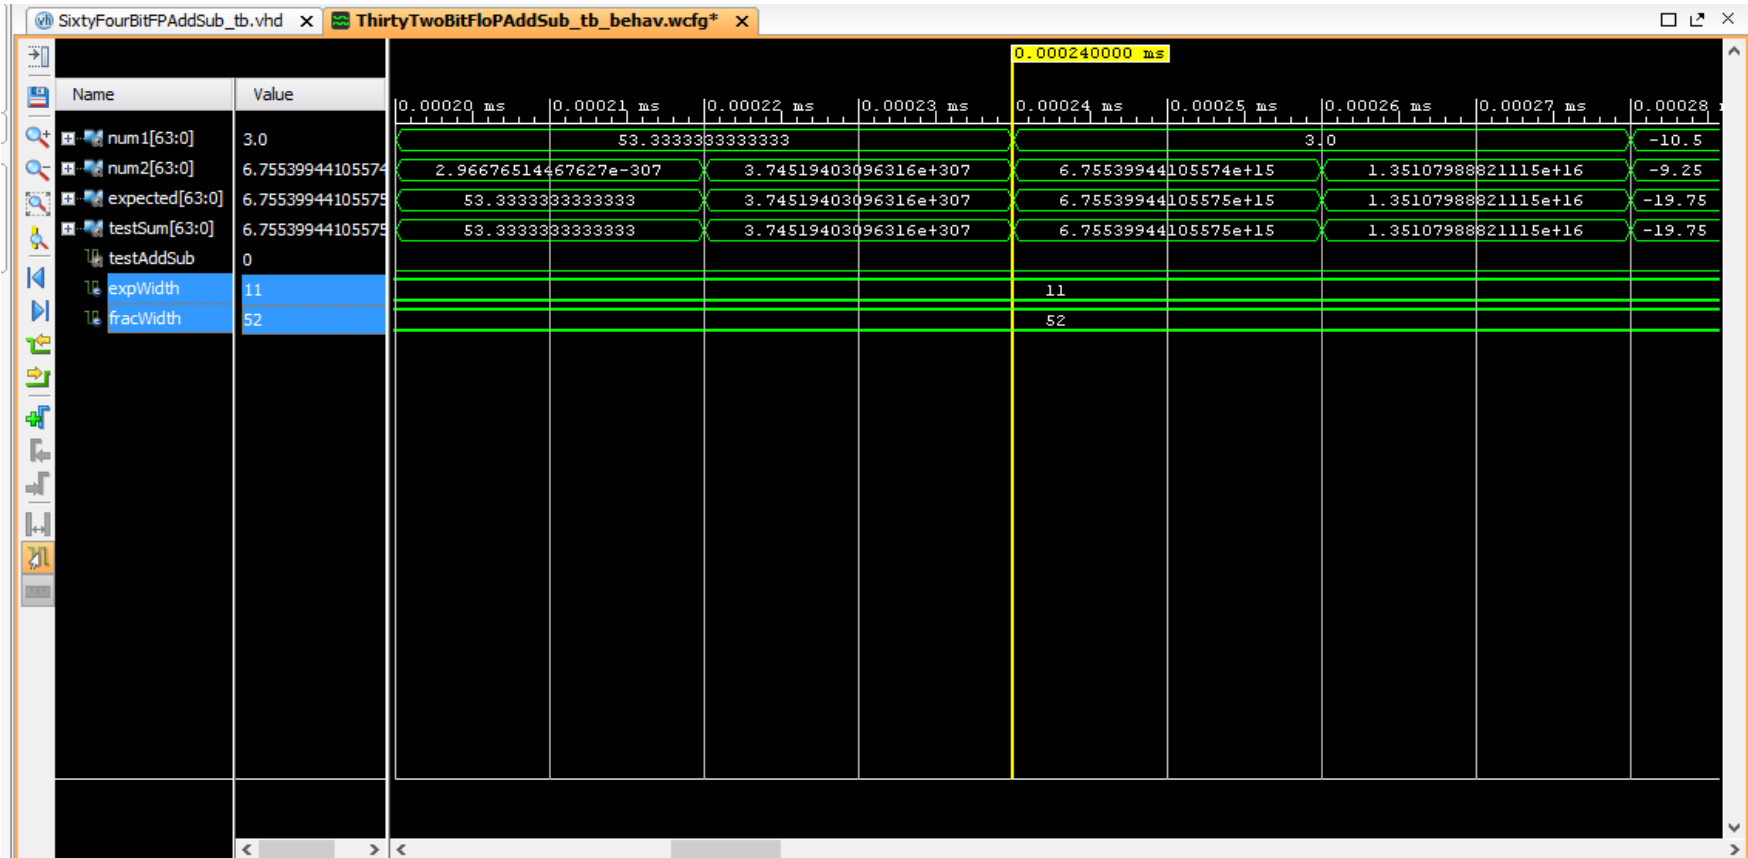 SixtyFourBitFPAddSub_tb.vhd ThirtyTwoBitFloPAddSub_tb_behav.wcfg*
0.000240000 ms
Name Value
0.00020 ms 0.00021 ms 0.00022 ms 0.00023 ms 0.00024 ms 0.00025 ms 0.00026 ms 0.00027 ms 0.00028
num1[63:0] 3.0 53.3333333333333 3.0 -10.5
num2[63:0] 6.75539944105574 2.96676514467627e-307 3.74519403096316e+307 6.75539944105574e+15 1.35107988821115e+16 -9.25
expected[63:0] 6.75539944105575 53.3333333333333 3.74519403096316e+307 6.75539944105575e+15 1.35107988821115e+16 -19.75
testSum[63:0] 6.75539944105575 53.3333333333333 3.74519403096316e+307 6.75539944105575e+15 1.35107988821115e+16 -19.75
testAddSub 0
expWidth 11 11
fracWidth 52 52